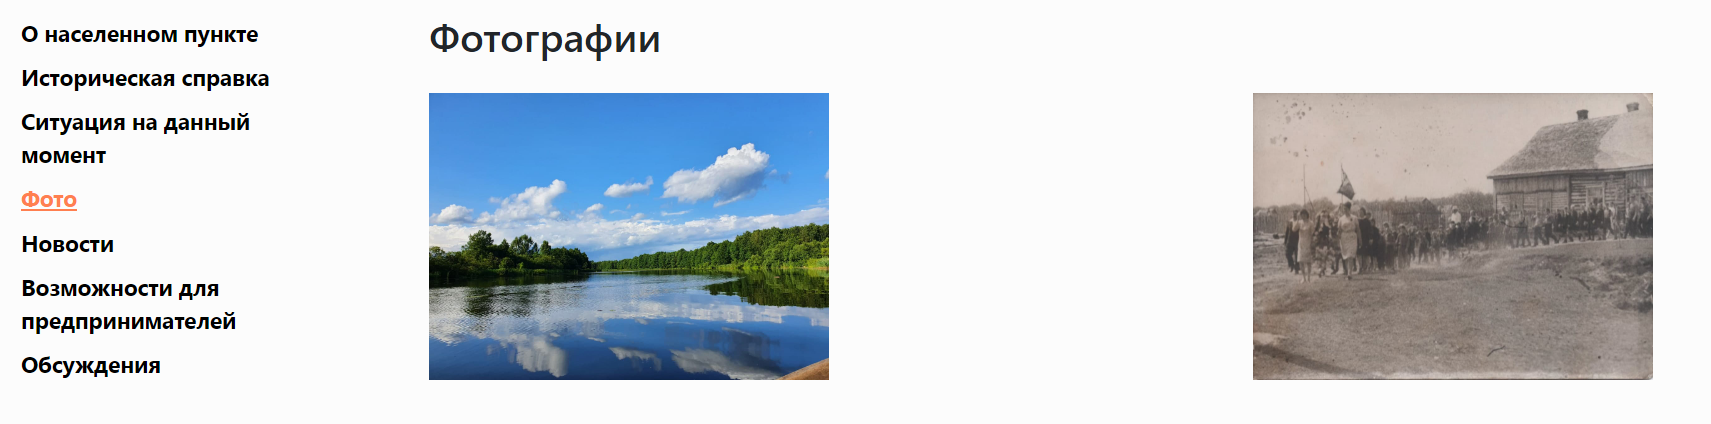 О населенном пункте
Историческая справка
Ситуация на данный
момент
Фото
Новости
Возможности для
предпринимателей
Обсуждения
Фотографии